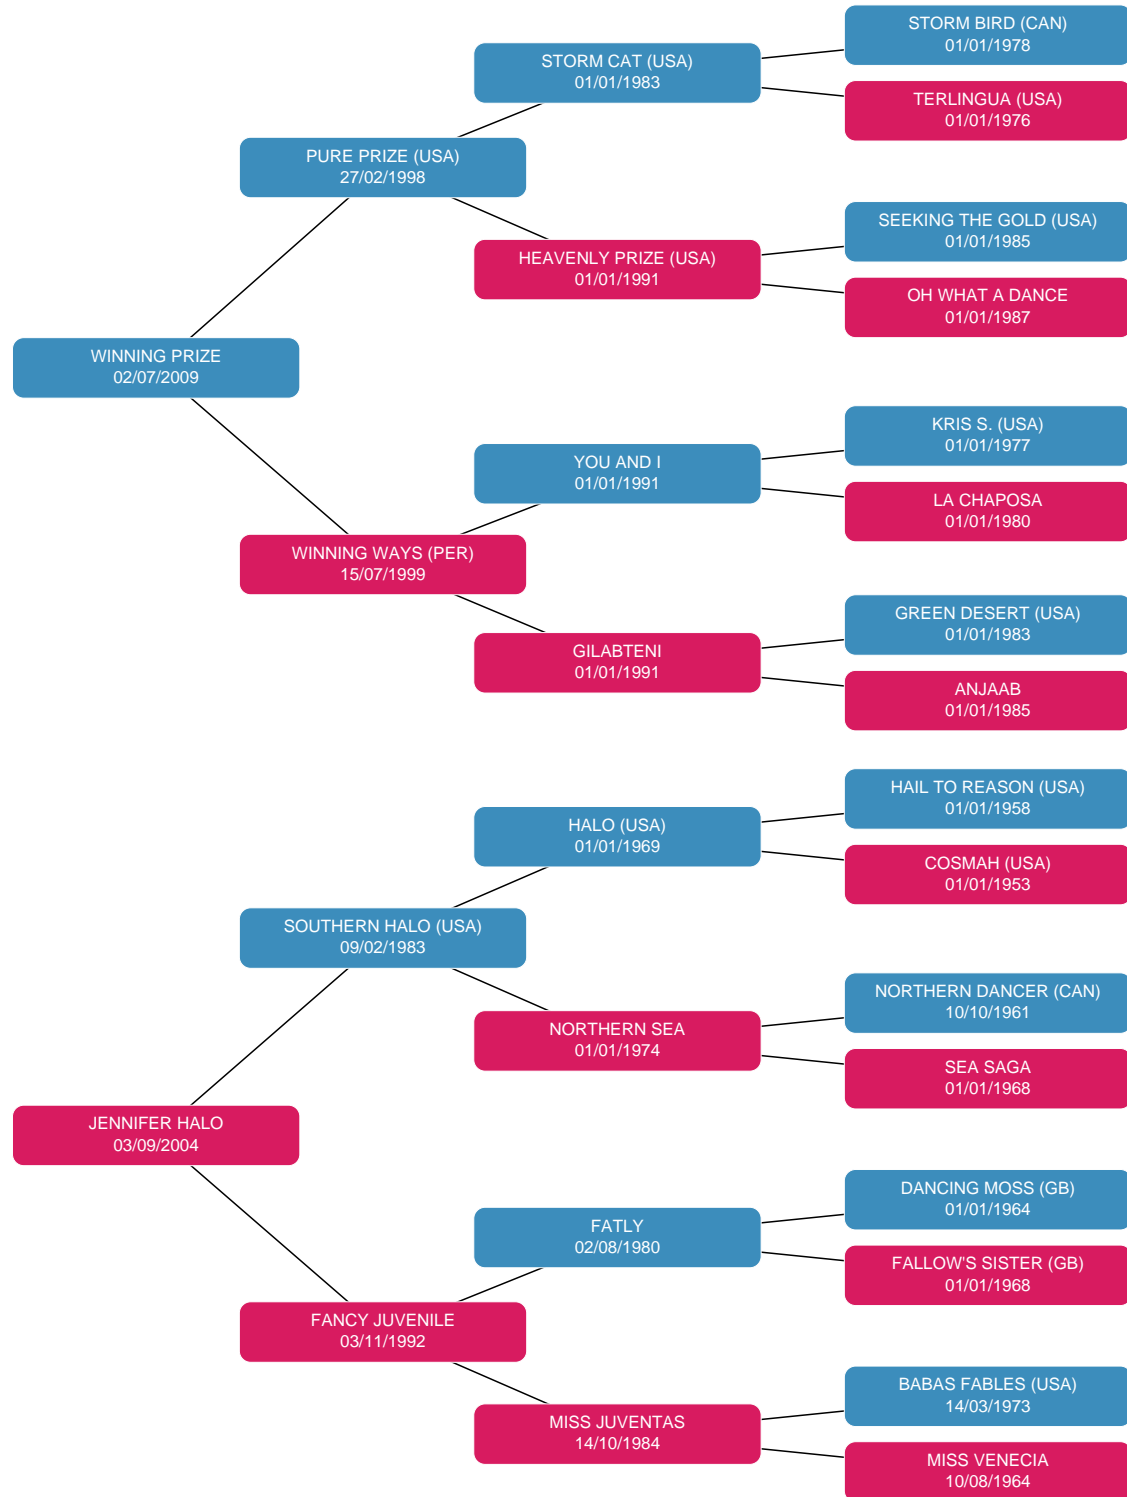 STORM BIRD (CAN)
01/01/1978
STORM CAT (USA)
01/01/1983
TERLINGUA (USA)
01/01/1976
PURE PRIZE (USA)
27/02/1998
SEEKING THE GOLD (USA)
01/01/1985
HEAVENLY PRIZE (USA)
01/01/1991
OH WHAT A DANCE
01/01/1987
WINNING PRIZE
02/07/2009
KRIS S. (USA)
01/01/1977
YOU AND I
01/01/1991
LA CHAPOSA
01/01/1980
WINNING WAYS (PER)
15/07/1999
GREEN DESERT (USA)
01/01/1983
GILABTENI
01/01/1991
ANJAAB
01/01/1985
HAIL TO REASON (USA)
01/01/1958
HALO (USA)
01/01/1969
COSMAH (USA)
01/01/1953
SOUTHERN HALO (USA)
09/02/1983
NORTHERN DANCER (CAN)
10/10/1961
NORTHERN SEA
01/01/1974
SEA SAGA
01/01/1968
JENNIFER HALO
03/09/2004
DANCING MOSS (GB)
01/01/1964
FATLY
02/08/1980
FALLOW'S SISTER (GB)
01/01/1968
FANCY JUVENILE
03/11/1992
BABAS FABLES (USA)
14/03/1973
MISS JUVENTAS
14/10/1984
MISS VENECIA
10/08/1964